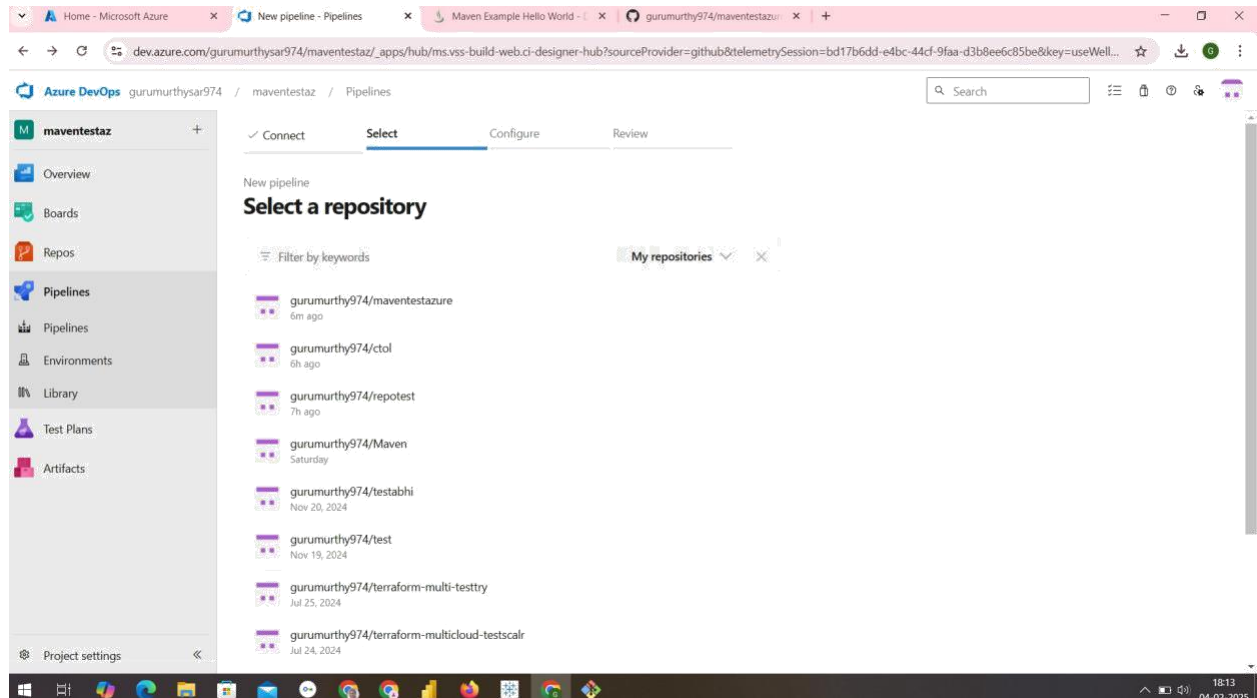 Home - Microsoft Azure
New pipeline - Pipelines
Maven Example Hello World -
gurumurthy974/maventestazu
dev.azure.com/gurumurthysar974/maventestaz/_apps/hub/ms.vss-build-web.ci-designer-hub?sourceProvider=github&telemetrySession=bd17b6dd-e4bc-44cf-9faa-d3b8ee6c85be&key=useWell...
G
Azure DevOps gurumurthysar974 / maventestaz / Pipelines
Search
M maventestaz +
Overview
Boards
Repos
Pipelines
Pipelines
Environments
Library
Test Plans
Artifacts
Project settings
Connect
Select
Configure
Review
New pipeline
Select a repository
Filter by keywords
My repositories
gurumurthy974/maventestazure
6m ago
gurumurthy974/ctol
6h ago
gurumurthy974/repotest
7h ago
gurumurthy974/Maven
Saturday
gurumurthy974/testabhi
Nov 20, 2024
gurumurthy974/test
Nov 19, 2024
gurumurthy974/terraform-multi-testtry
Jul 25, 2024
gurumurthy974/terraform-multicloud-testscalr
Jul 24, 2024
18:13